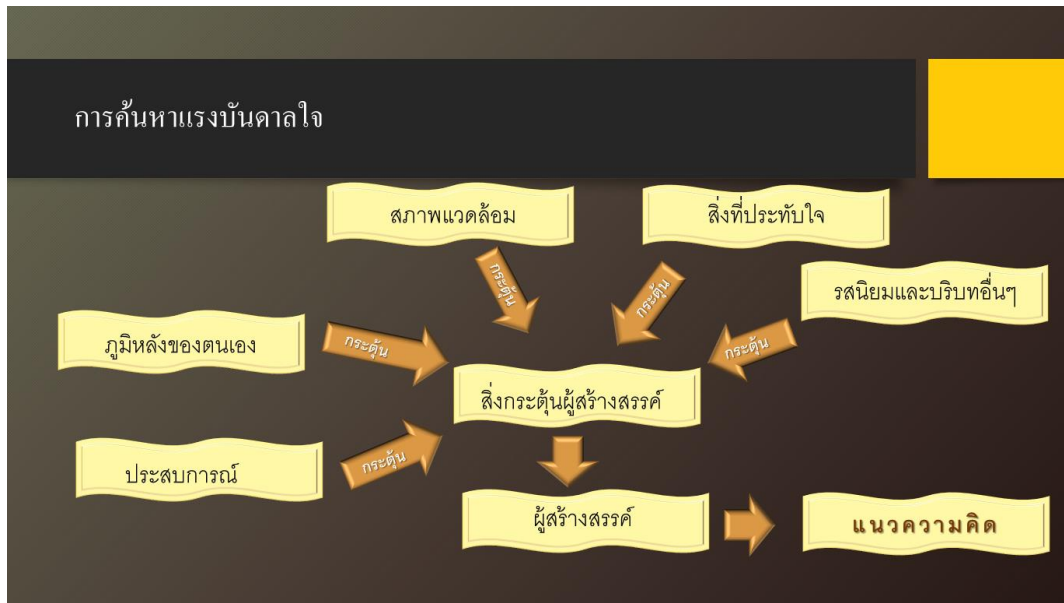 การค้นหาแรงบันดาลใจ
สภาพแวดล้อม
สิ่งที่ประทับใจ
รสนิยมและบริบทอื่นๆ
ภูมิหลังของตนเอง
ประสบการณ์
กระตุ้น
กระตุ้น
กระตุ้น
กระตุ้น
กระตุ้น
สิ่งกระตุ้นผู้สร้างสรรค์
ผู้สร้างสรรค์
แนวความคิด